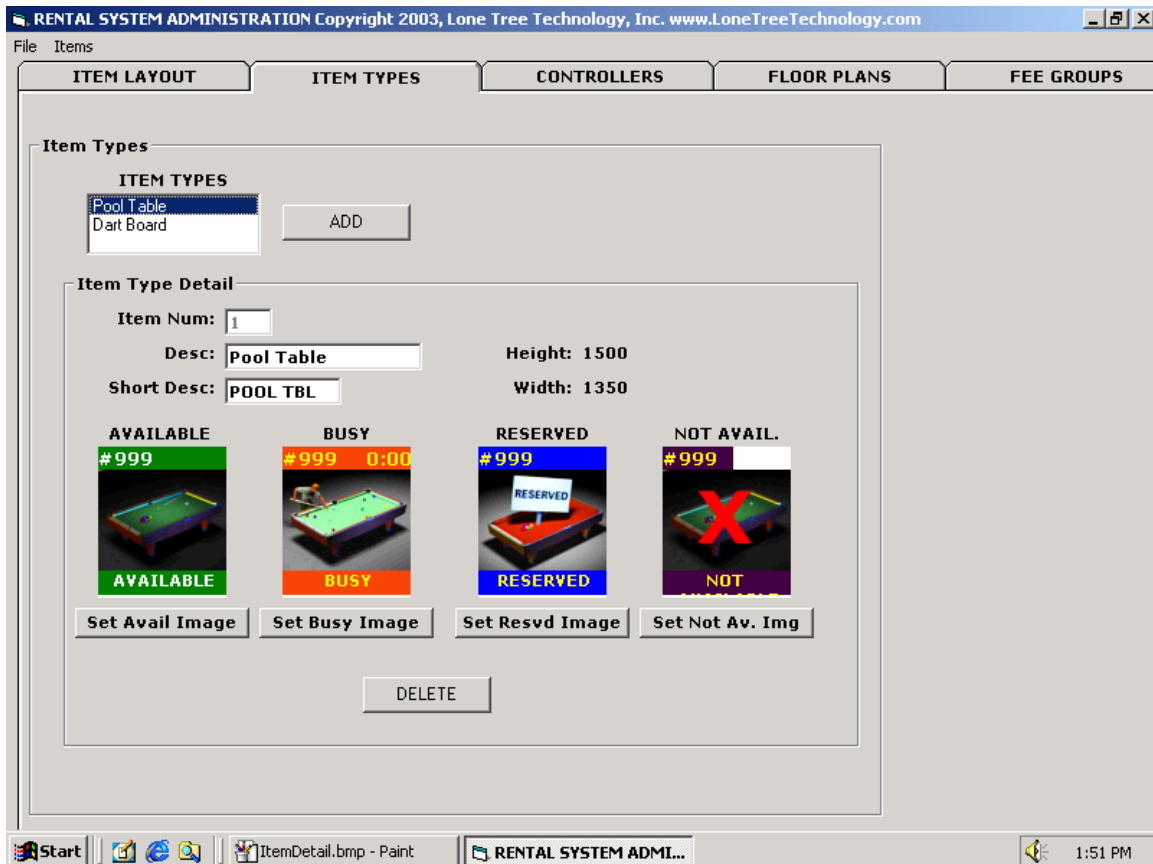 RENTAL SYSTEM ADMINISTRATION Copyright 2003, Lone Tree Technology, Inc. www.LoneTreeTechnology.com
File Items
ITEM LAYOUT ITEM TYPES CONTROLLERS FLOOR PLANS FEE GROUPS
Item Types
ITEM TYPES
Pool Table
Dart Board
ADD
Item Type Detail
Item Num: 1
Desc: Pool Table Height: 1500
Short Desc: POOL TBL Width: 1350
AVAILABLE BUSY RESERVED NOT AVAIL.
#999 #999 0:00 #999 #999
RESERVED X
AVAILABLE BUSY RESERVED NOT
Set Avail Image Set Busy Image Set Resvd Image Set Not Av. Img
DELETE
Start ItemDetail.bmp - Paint RENTAL SYSTEM ADMI... 1:51 PM